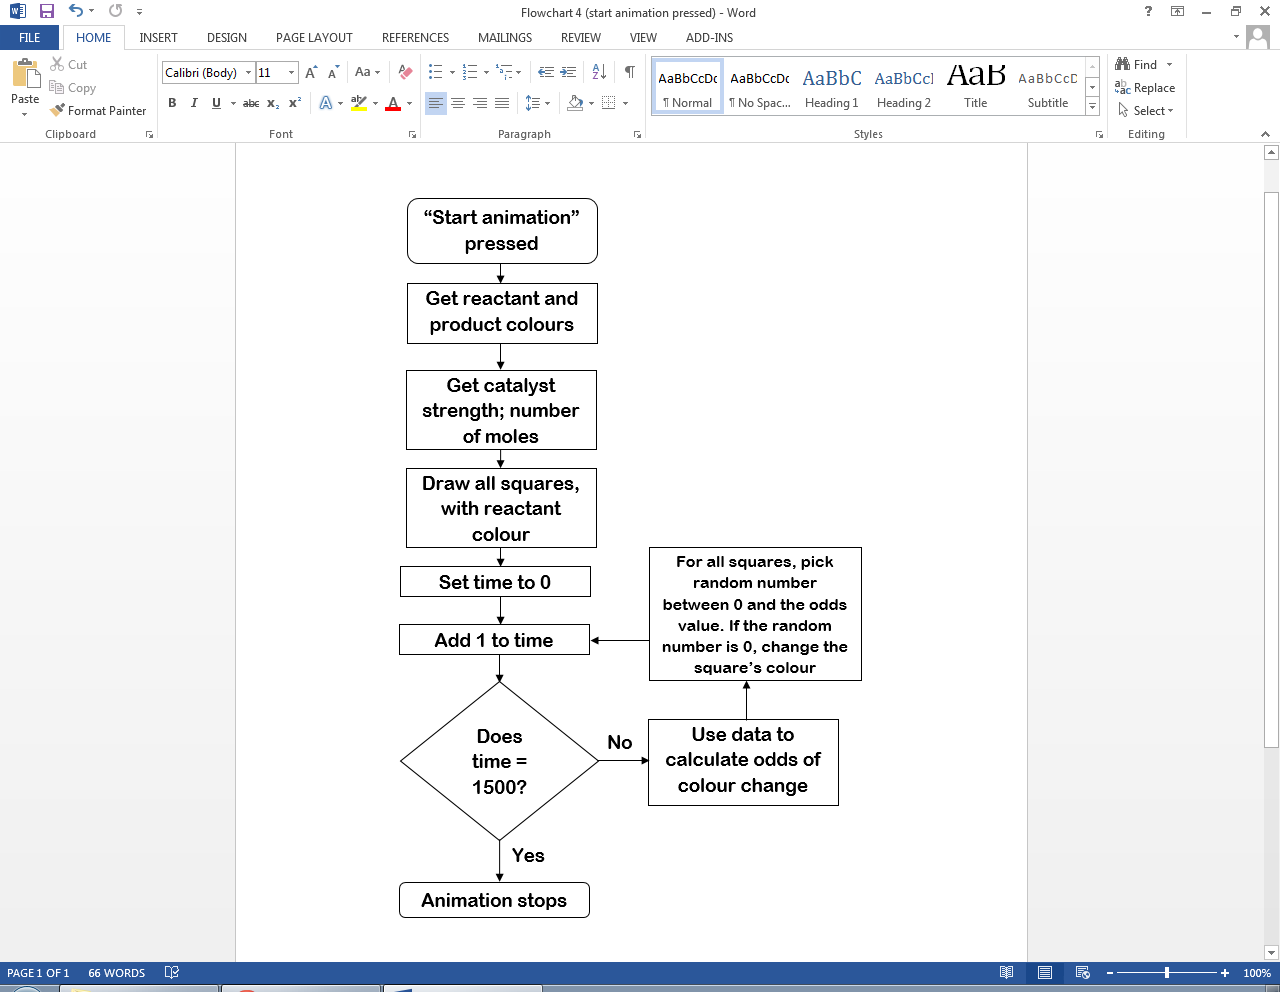 Flowchart 4 (start animation pressed) - Word
?
FILE HOME INSERT DESIGN PAGE LAYOUT REFERENCES MAILINGS REVIEW VIEW ADD-INS
Paste
Cut
Copy
Format Painter
Clipboard
Calibri (Body) 11
Aa
B I U abc x₂ x²
A ab A
Font
Paragraph
AaBbCcDc
¶ Normal
AaBbCcDc
¶ No Spac...
AaBbC
Heading 1
AaBbCcI
Heading 2
AaB
Title
AaBbCcD
Subtitle
Styles
Find
Replace
Select
Editing
“Start animation”
pressed
Get reactant and
product colours
Get catalyst
strength; number
of moles
Draw all squares,
with reactant
colour
Set time to 0
Add 1 to time
For all squares, pick
random number
between 0 and the odds
value. If the random
number is 0, change the
square’s colour
Does
time =
1500?
No
Use data to
calculate odds of
colour change
Yes
Animation stops
PAGE 1 OF 1 66 WORDS
100%